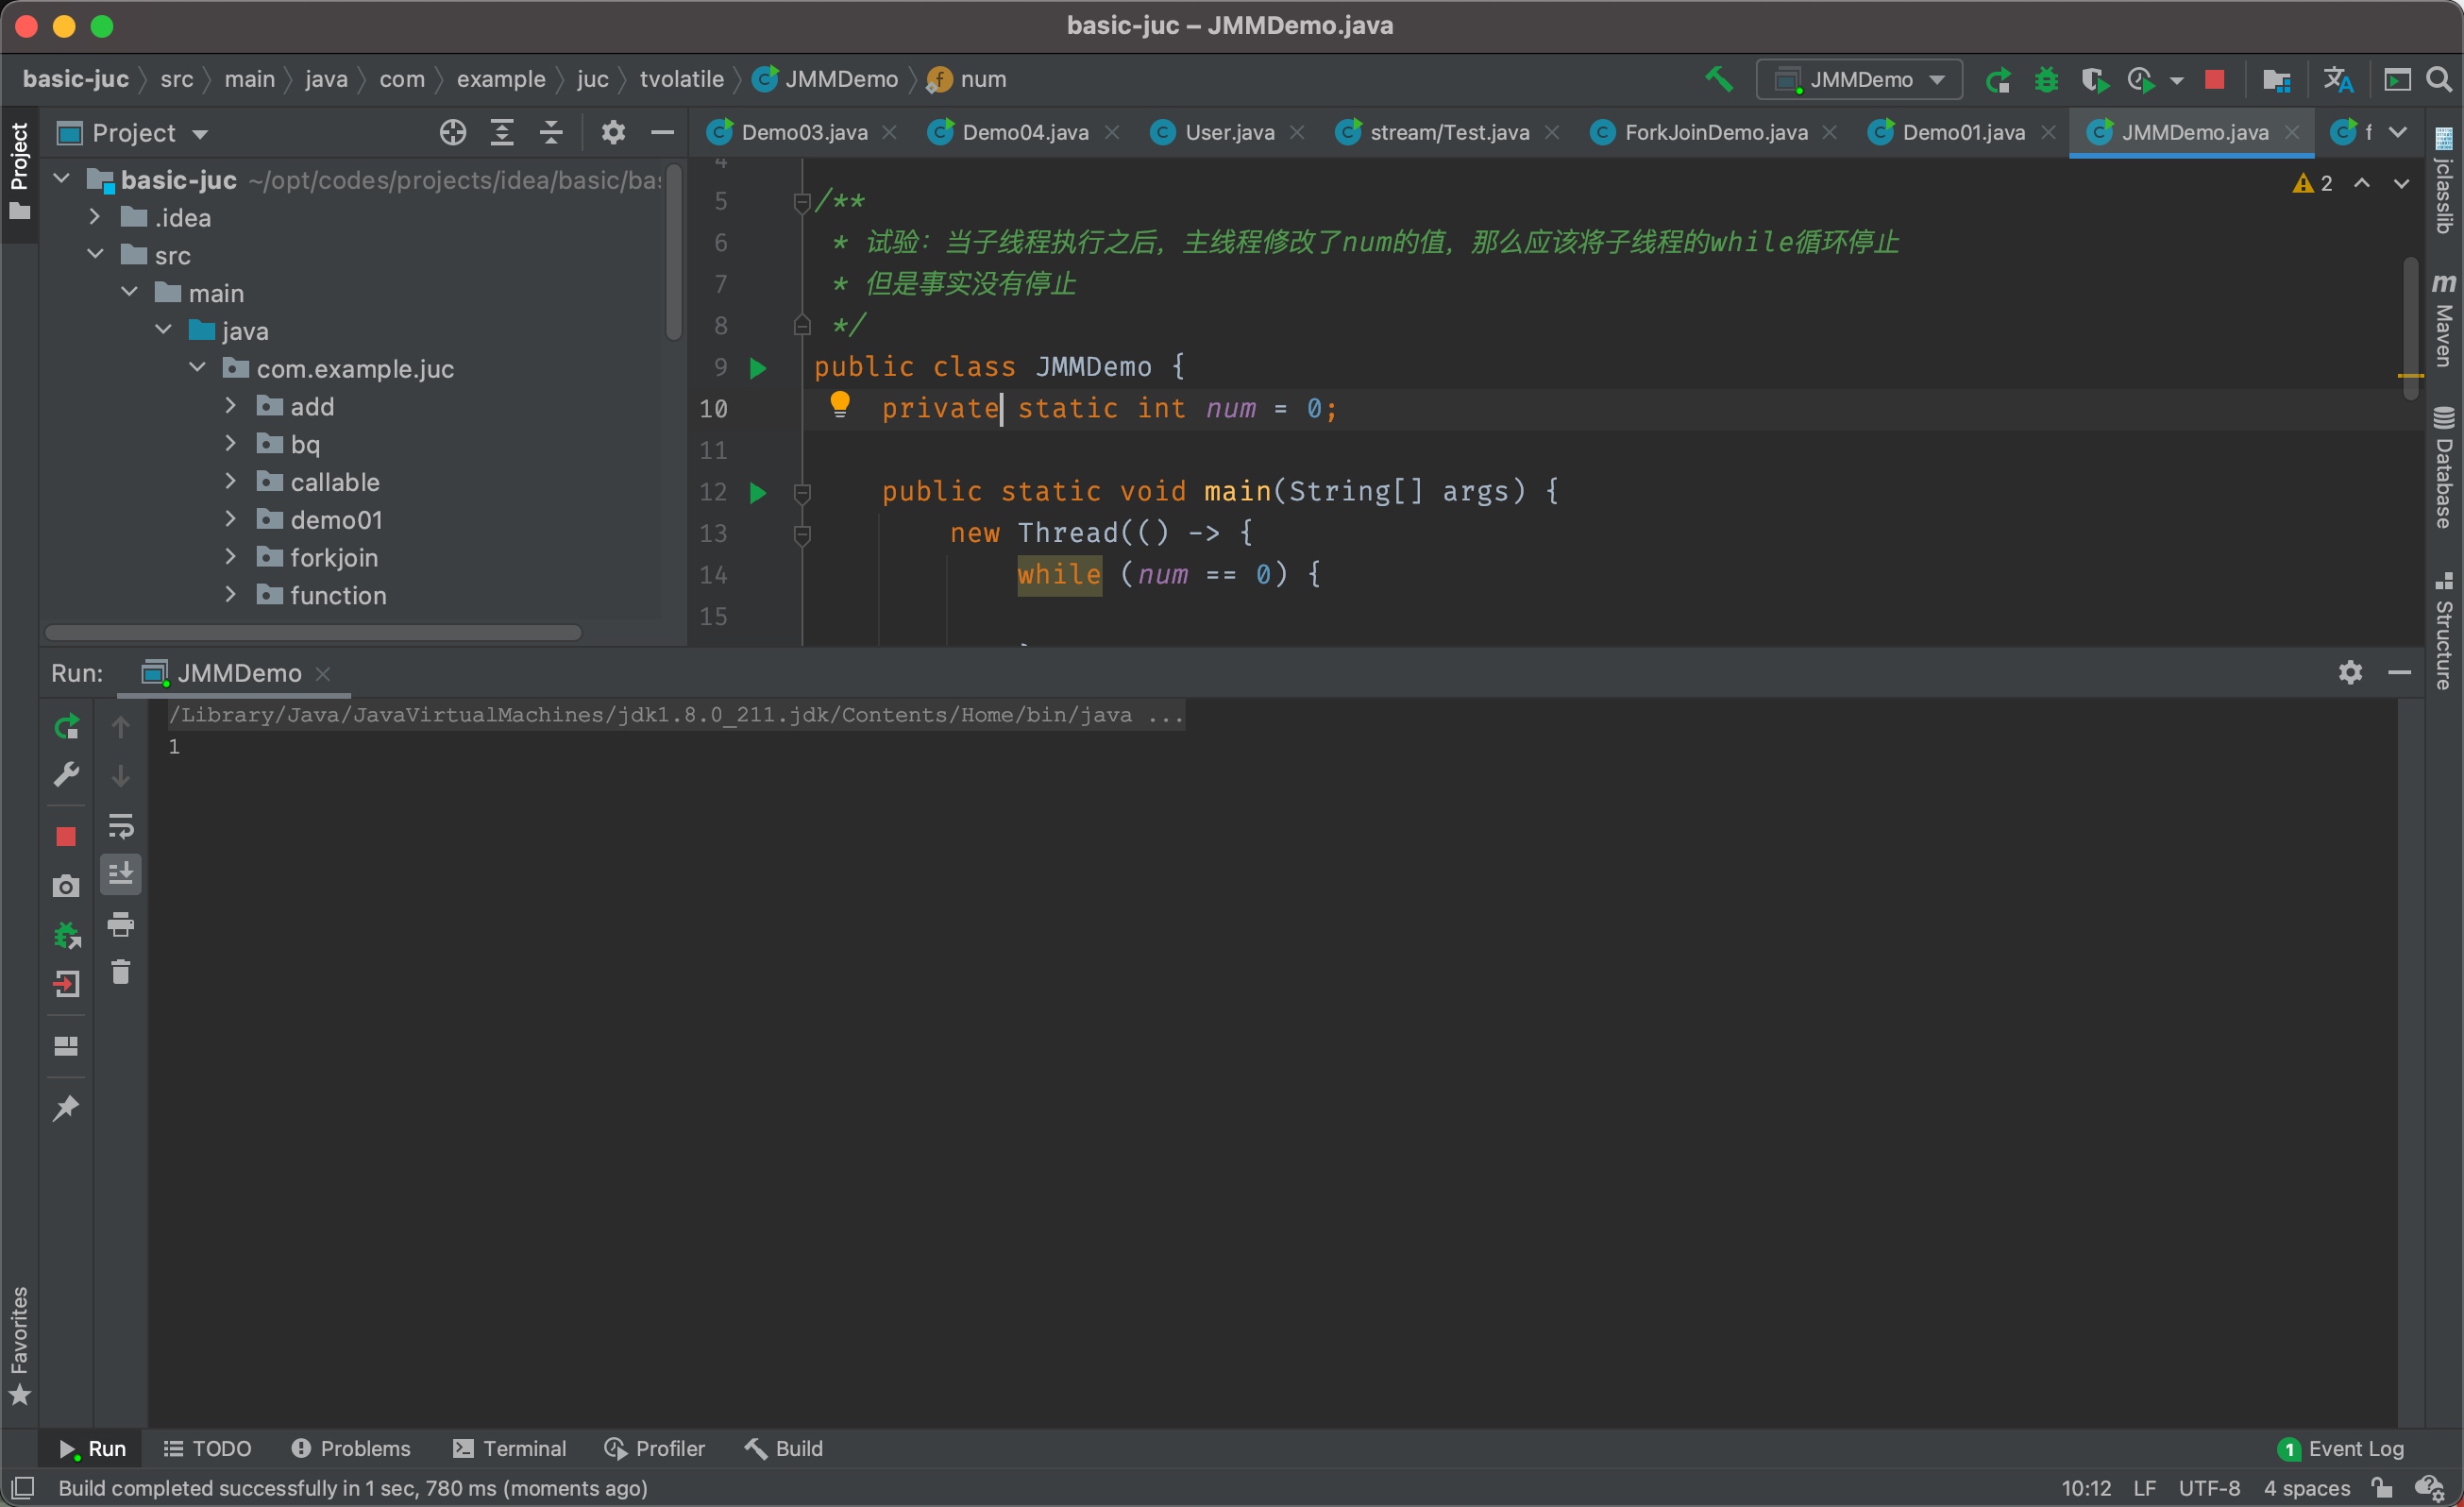 basic-juc – JMMDemo.java
basic-juc src main java com example juc tvolatile JMMDemo num
JMMDemo
Project
Project
Demo03.java Demo04.java User.java stream/Test.java ForkJoinDemo.java Demo01.java JMMDemo.java f
basic-juc ~/opt/codes/projects/idea/basic/ba
.idea
src
main
java
com.example.juc
add
bq
callable
demo01
forkjoin
function
2
4
5 /**
6 * 试验：当子线程执行之后，主线程修改了num的值，那么应该将子线程的while循环停止
7 * 但是事实没有停止
8 */
9 public class JMMDemo {
10 private static int num = 0;
11
12 public static void main(String[] args) {
13 new Thread(() -> {
14 while (num == 0) {
15
jclasslib
Maven
Database
Structure
Run: JMMDemo
/Library/Java/JavaVirtualMachines/jdk1.8.0_211.jdk/Contents/Home/bin/java ...
1
Favorites
Run TODO Problems Terminal Profiler Build 1 Event Log
Build completed successfully in 1 sec, 780 ms (moments ago) 10:12 LF UTF-8 4 spaces